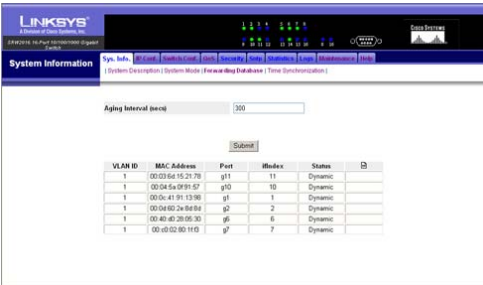 LINKSYS®
A Division of Cisco Systems, Inc.
SRW2016 16-Port 10/100/1000 Gigabit Switch
CISCO SYSTEMS
System Information
Sys. Info. IP Conf. Switch Conf. QoS Security Snmp Statistics Logs Maintenance Help
| System Description | System Mode | Forwarding Database | Time Synchronization |
Aging Interval (secs) 300
Submit
VLAN ID MAC Address Port ifIndex Status
1 00:03:6d:15:21:78 g11 11 Dynamic
1 00:04:5a:0f:91:57 g10 10 Dynamic
1 00:0c:41:91:13:98 g1 1 Dynamic
1 00:0d:60:2e:8d:8d g2 2 Dynamic
1 00:40:d0:28:05:30 g6 6 Dynamic
1 00:c0:02:80:1f:f3 g7 7 Dynamic